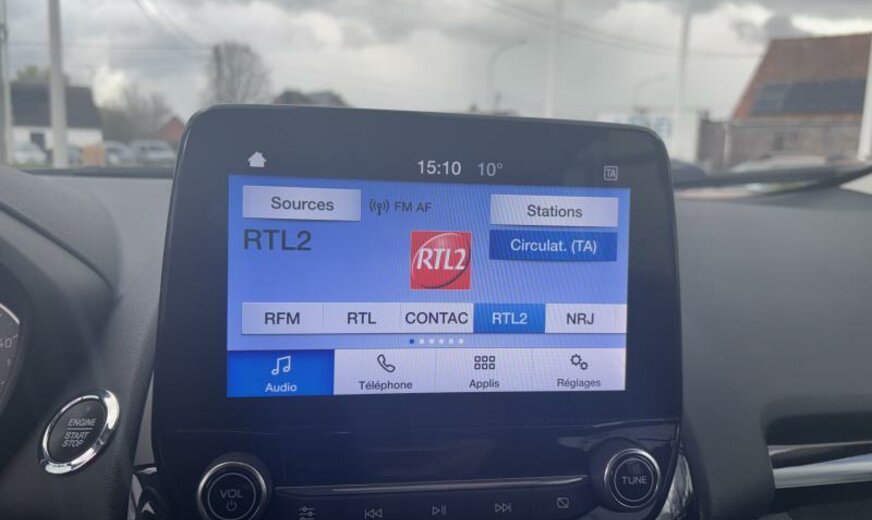 15:10 10° TA
Sources FM AF Stations
RTL2 RTL2 Circulat. (TA)
RFM RTL CONTAC RTL2 NRJ
Audio Téléphone Applis Réglages
ENGINE
START
STOP
VOL TUNE